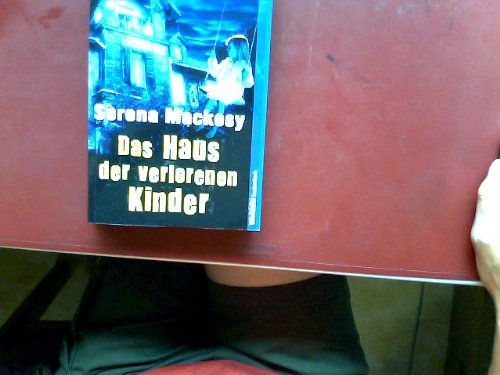 Serena Mackesy
Das Haus
der verlorenen
Kinder